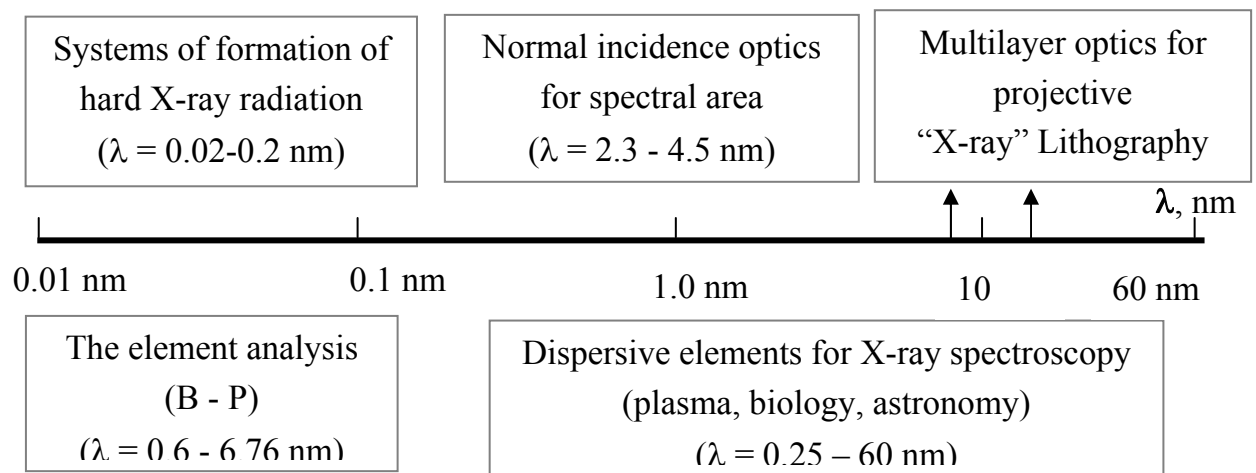 Systems of formation of
hard X-ray radiation
(λ = 0.02-0.2 nm)
Normal incidence optics
for spectral area
(λ = 2.3 - 4.5 nm)
Multilayer optics for
projective
“X-ray” Lithography
λ, nm
0.01 nm
0.1 nm
1.0 nm
10
60 nm
The element analysis
(B - P)
(λ = 0.6 - 6.76 nm)
Dispersive elements for X-ray spectroscopy
(plasma, biology, astronomy)
(λ = 0.25 – 60 nm)